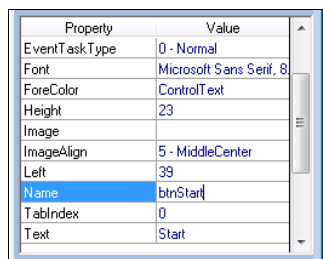 Property Value
EventTaskType 0 - Normal
Font Microsoft Sans Serif, 8.
ForeColor ControlText
Height 23
Image
ImageAlign 5 - MiddleCenter
Left 39
Name btnStart
TabIndex 0
Text Start